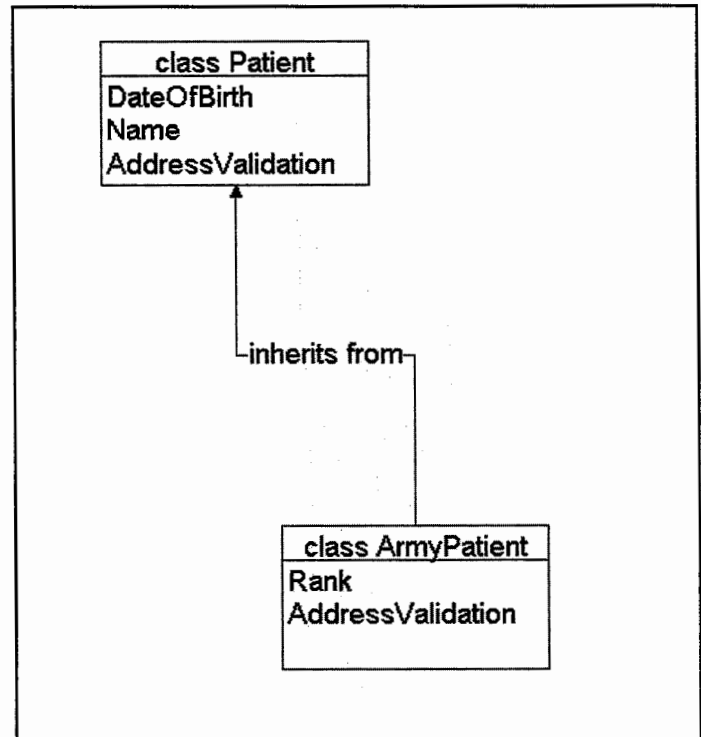 class Patient
DateOfBirth
Name
AddressValidation
inherits from
class ArmyPatient
Rank
AddressValidation